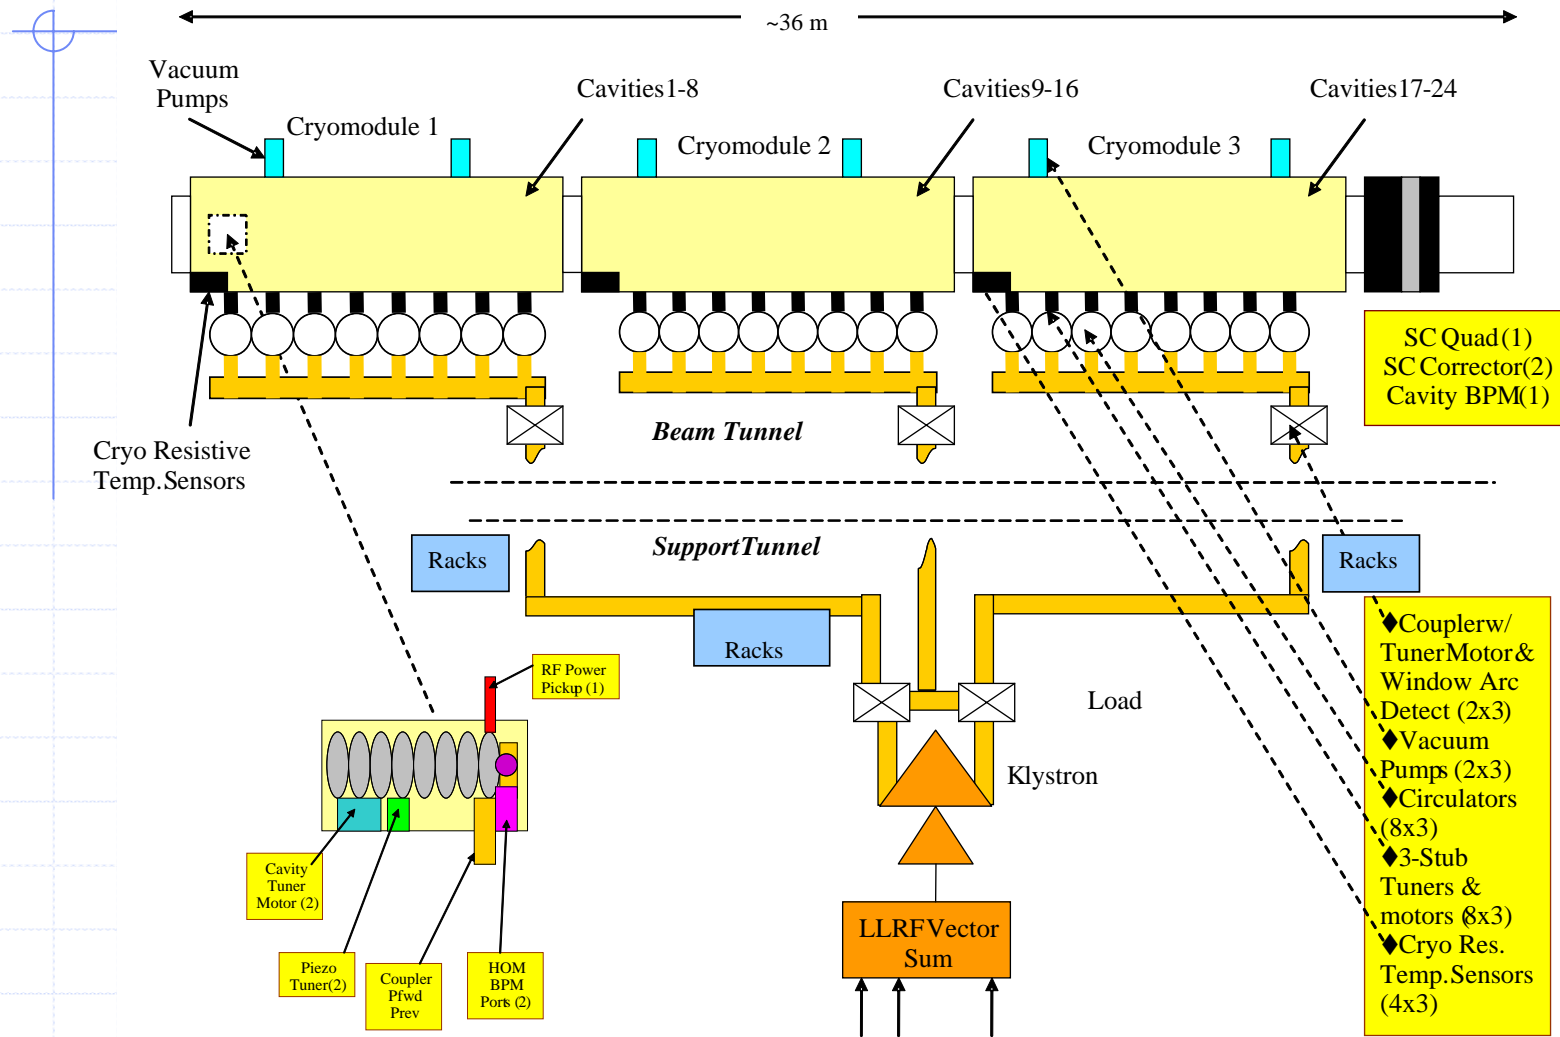 ~36 m
Vacuum
Pumps
Cavities1-8
Cavities9-16
Cavities17-24
Cryomodule 1
Cryomodule 2
Cryomodule 3
SC Quad(1)
SC Corrector(2)
Cavity BPM(1)
Cryo Resistive
Temp.Sensors
Beam Tunnel
SupportTunnel
Racks
Racks
Racks
RF Power
Pickup (1)
Load
Klystron
LLRFVector
Sum
Cavity
Tuner
Motor (2)
Piezo
Tuner(2)
Coupler
Pfwd
Prev
HOM
BPM
Ports (2)
♦Couplerw/
TunerMotor&
Window Arc
Detect (2x3)
♦Vacuum
Pumps (2x3)
♦Circulators
(8x3)
♦3-Stub
Tuners &
motors (8x3)
♦Cryo Res.
Temp.Sensors
(4x3)